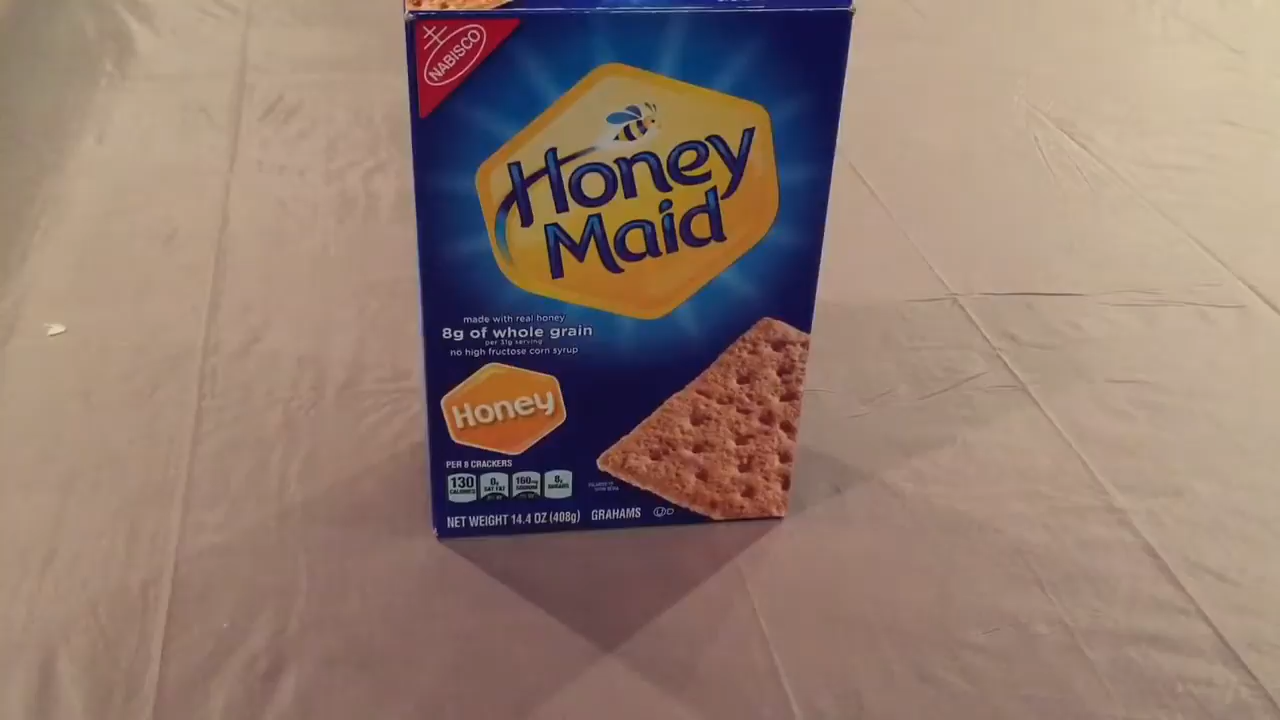 NABISCO
Honey
Maid
made with real honey
8g of whole grain
per 31g serving
no high fructose corn syrup
Honey
PER 8 CRACKERS
130 CALORIES
0g SAT FAT
160mg SODIUM
8g SUGARS
NET WEIGHT 14.4 OZ (408g) GRAHAMS U D